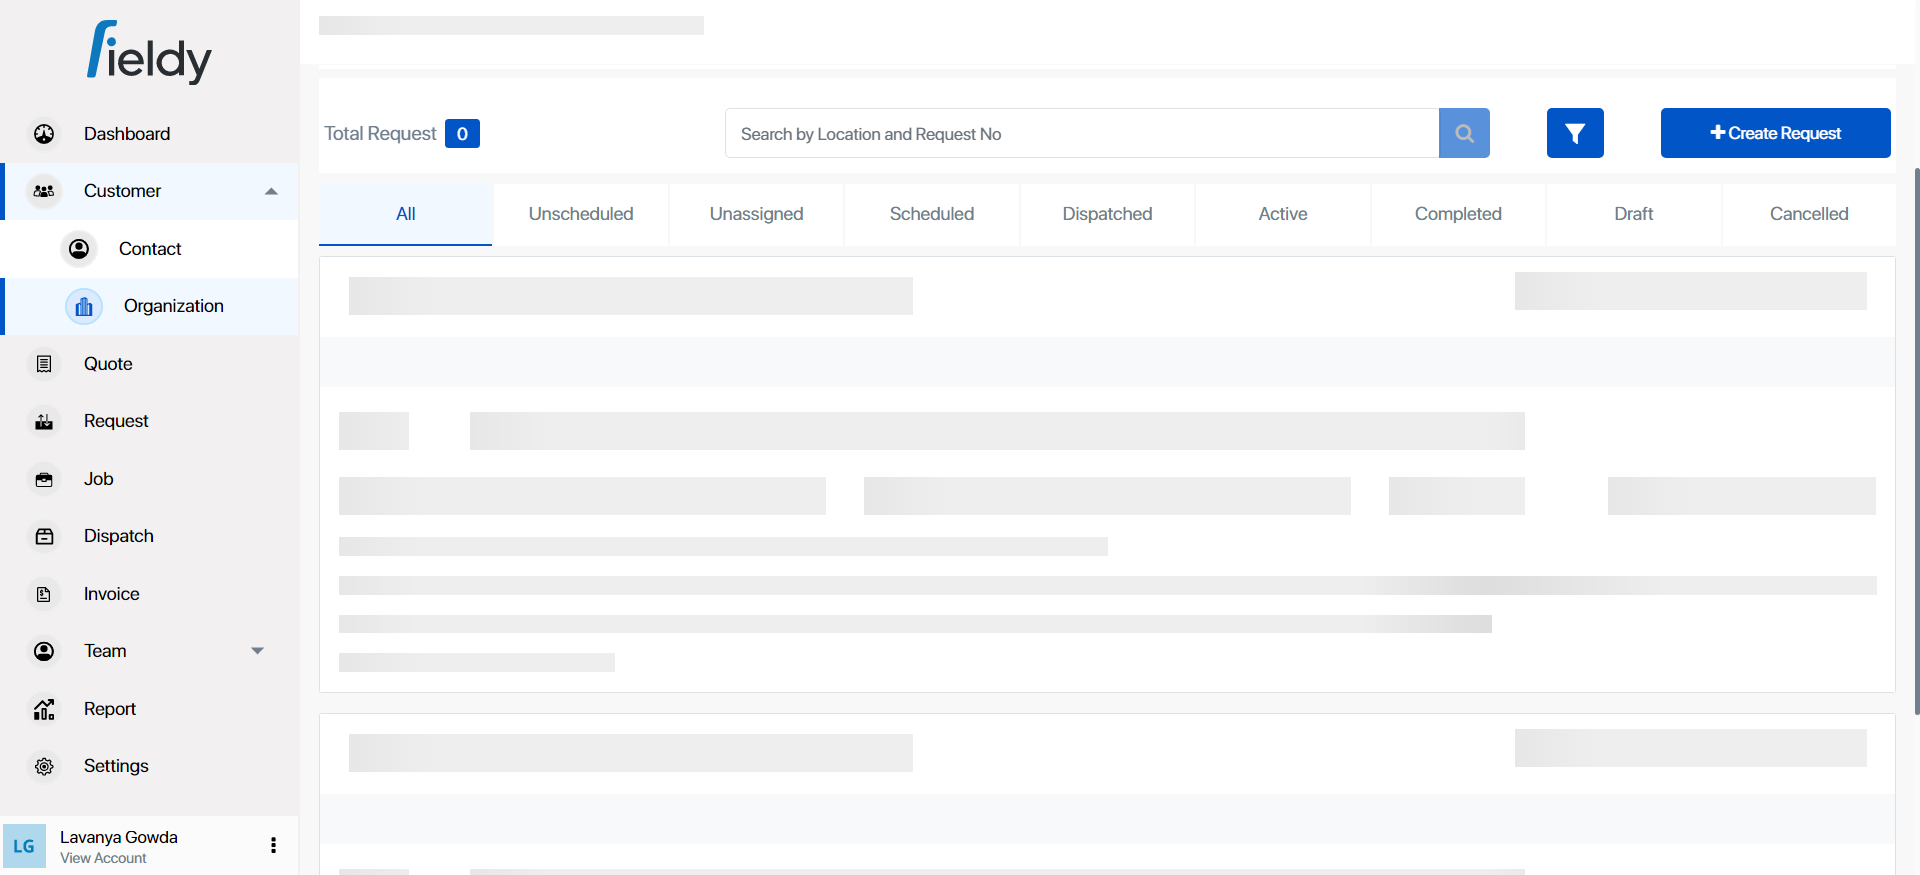 fieldy
Dashboard
Customer
Contact
Organization
Quote
Request
Job
Dispatch
Invoice
Team
Report
Settings
LG
Lavanya Gowda
View Account
Total Request 0
Search by Location and Request No
Create Request
All
Unscheduled
Unassigned
Scheduled
Dispatched
Active
Completed
Draft
Cancelled